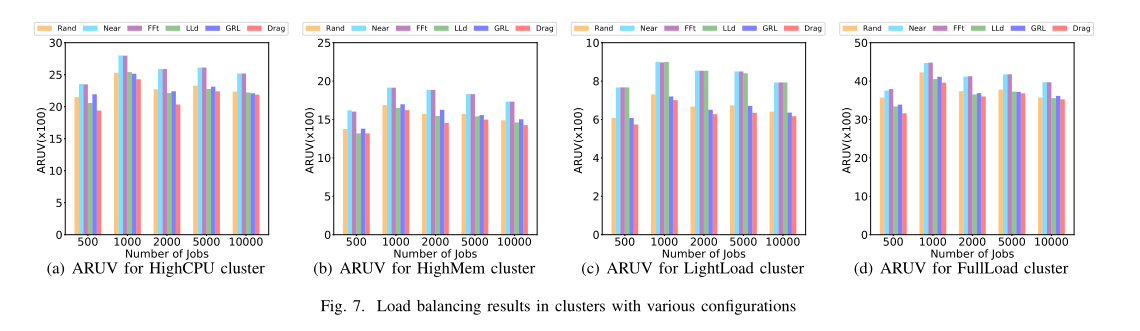 Rand Near FFt LLd GRL Drag
ARUV(x100)
30
25
20
15
10
5
0
500 1000 2000 5000 10000
Number of Jobs
(a) ARUV for HighCPU cluster
Rand Near FFt LLd GRL Drag
ARUV(x100)
25
20
15
10
5
0
500 1000 2000 5000 10000
Number of Jobs
(b) ARUV for HighMem cluster
Rand Near FFt LLd GRL Drag
ARUV(x100)
10
8
6
4
2
0
500 1000 2000 5000 10000
Number of Jobs
(c) ARUV for LightLoad cluster
Rand Near FFt LLd GRL Drag
ARUV(x100)
50
40
30
20
10
0
500 1000 2000 5000 10000
Number of Jobs
(d) ARUV for FullLoad cluster
Fig. 7. Load balancing results in clusters with various configurations